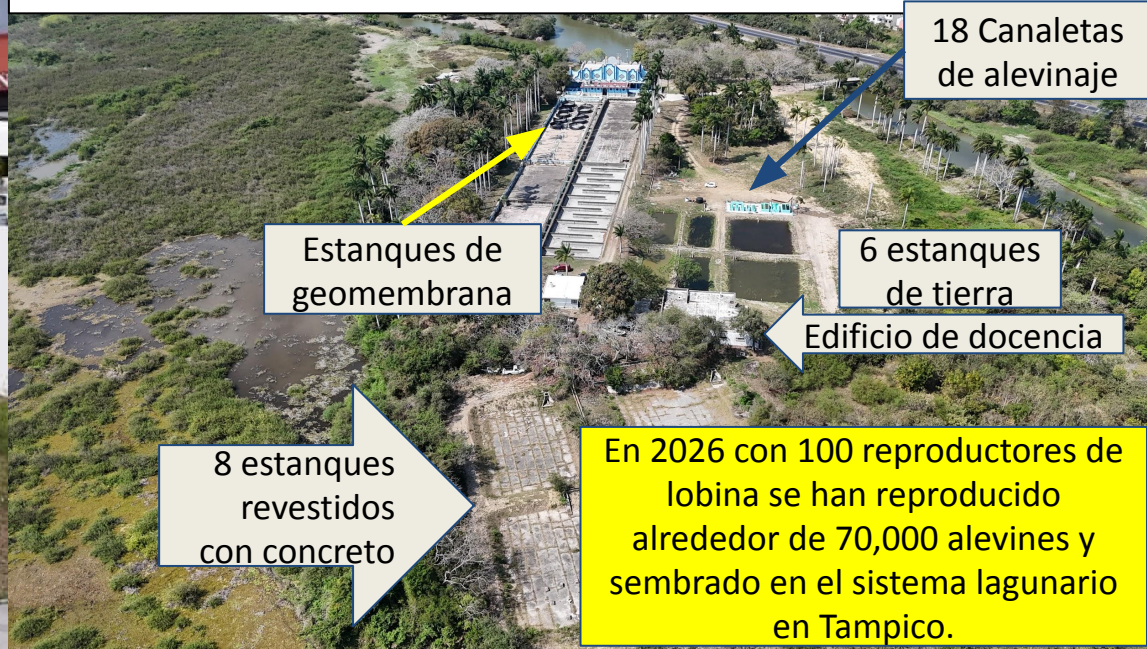 18 Canaletas
de alevinaje
Estanques de
geomembrana
6 estanques
de tierra
Edificio de docencia
8 estanques
revestidos
con concreto
En 2026 con 100 reproductores de
lobina se han reproducido
alrededor de 70,000 alevines y
sembrado en el sistema lagunario
en Tampico.